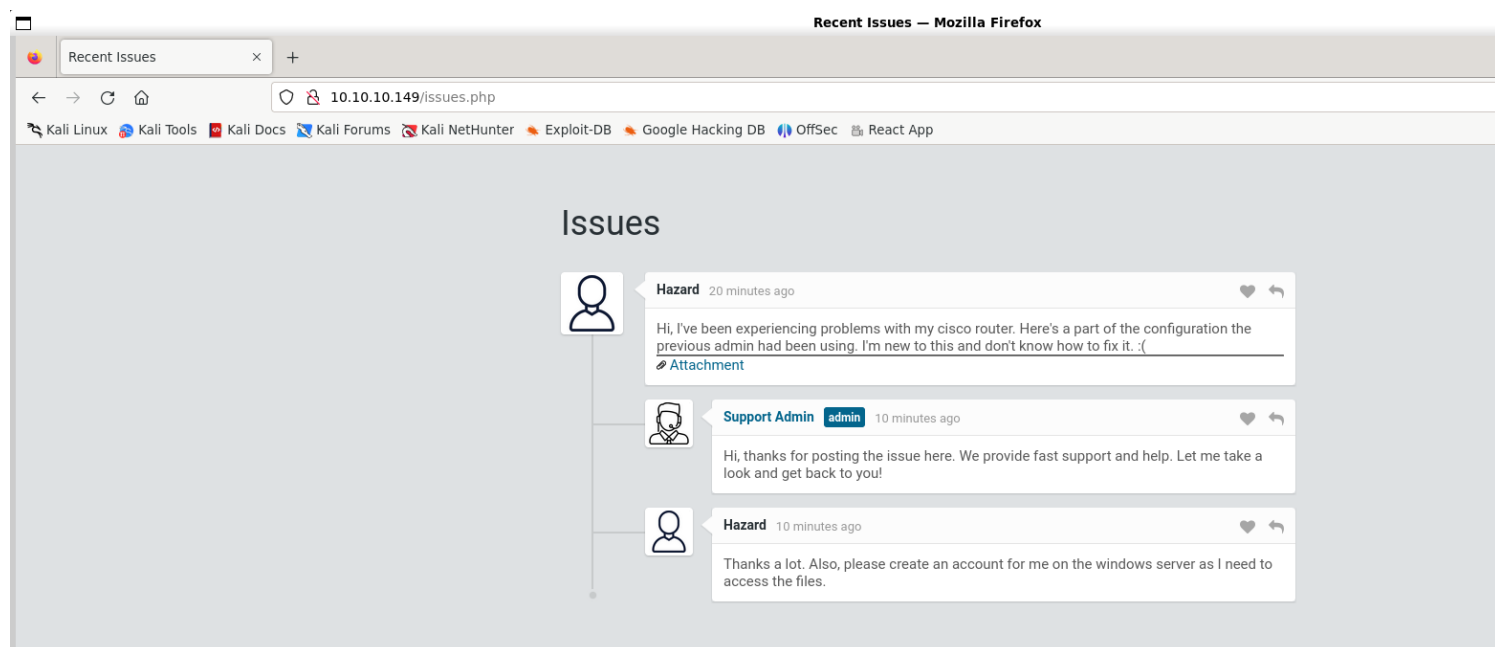 Recent Issues — Mozilla Firefox
Recent Issues
10.10.10.149/issues.php
Kali Linux Kali Tools Kali Docs Kali Forums Kali NetHunter Exploit-DB Google Hacking DB OffSec React App
Issues
Hazard 20 minutes ago
Hi, I've been experiencing problems with my cisco router. Here's a part of the configuration the
previous admin had been using. I'm new to this and don't know how to fix it. :(
Attachment
Support Admin admin 10 minutes ago
Hi, thanks for posting the issue here. We provide fast support and help. Let me take a
look and get back to you!
Hazard 10 minutes ago
Thanks a lot. Also, please create an account for me on the windows server as I need to
access the files.